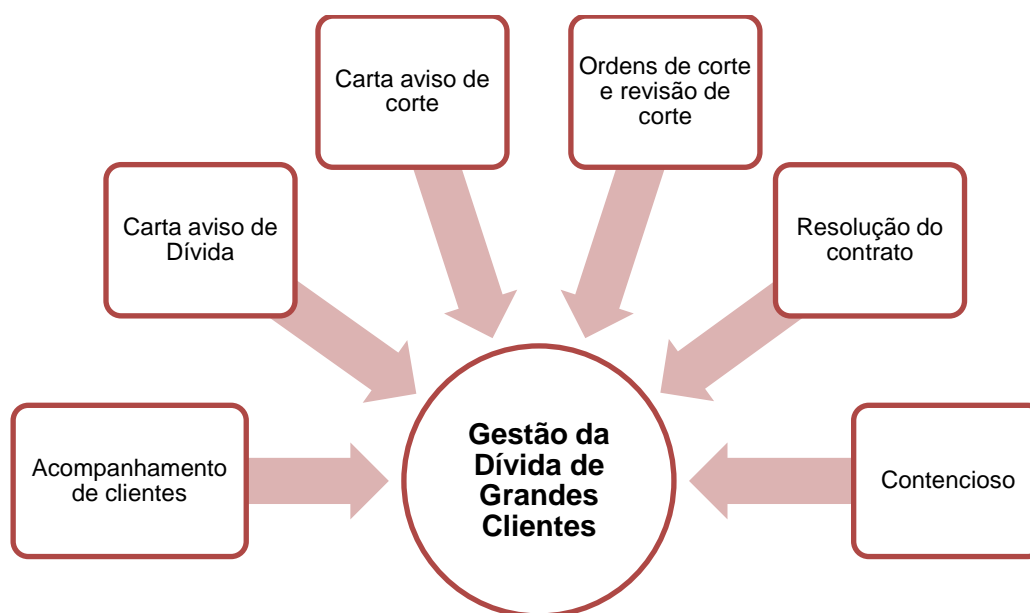 Carta aviso de
corte
Ordens de corte
e revisão de
corte
Carta aviso de
Dívida
Resolução do
contrato
Acompanhamento
de clientes
Gestão da
Dívida de
Grandes
Clientes
Contencioso